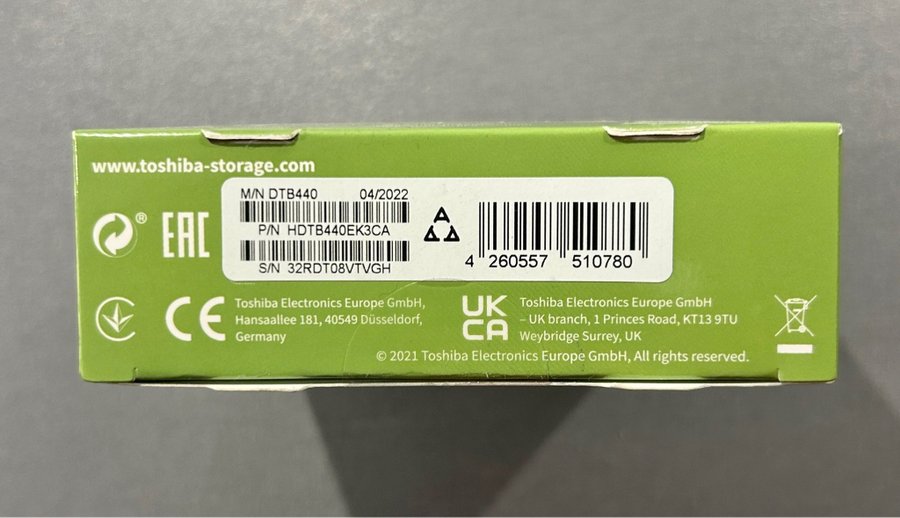 www.toshiba-storage.com
M/N DTB440 04/2022
P/N HDTB440EK3CA
S/N 32RDT08VTVGH
A
4 260557 510780
®
EAC
CE
Toshiba Electronics Europe GmbH,
Hansaallee 181, 40549 Düsseldorf,
Germany
UK
CA
Toshiba Electronics Europe GmbH
– UK branch, 1 Princes Road, KT13 9TU
Weybridge Surrey, UK
© 2021 Toshiba Electronics Europe GmbH, All rights reserved.